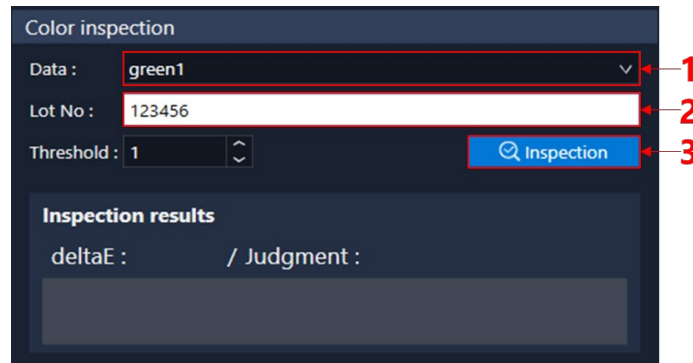 Color inspection
Data : green1 1
Lot No : 123456 2
Threshold : 1 Inspection 3
Inspection results
deltaE : / Judgment :